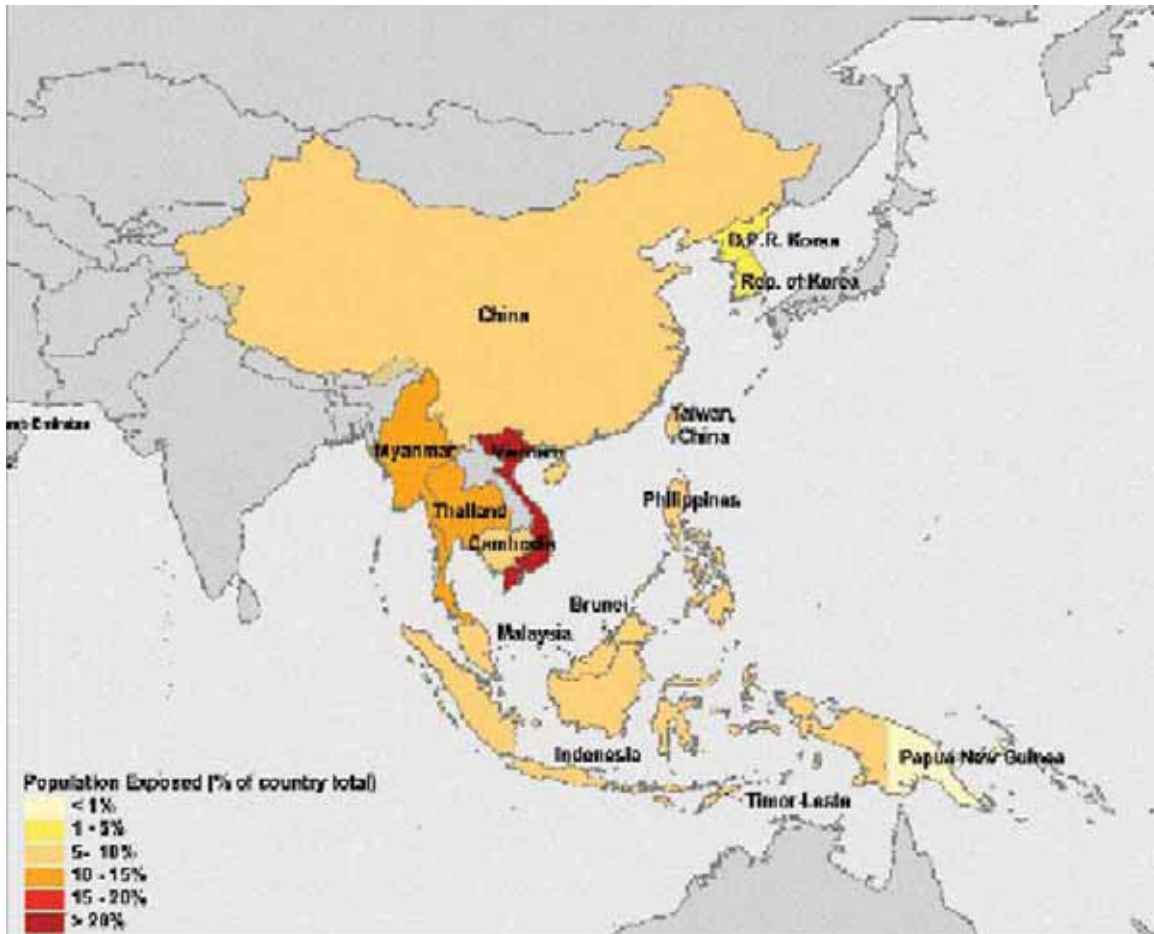 D.P.R. Korea
Rep. of Korea
China
Taiwan,
China
Myanmar
Vietnam
Philippines
Thailand
Cambodia
Brunei
Malaysia
Indonesia
Papua New Guinea
Timor-Leste
Population Exposed (% of country total)
< 1%
1 - 5%
5- 10%
10 - 15%
15 - 20%
> 20%